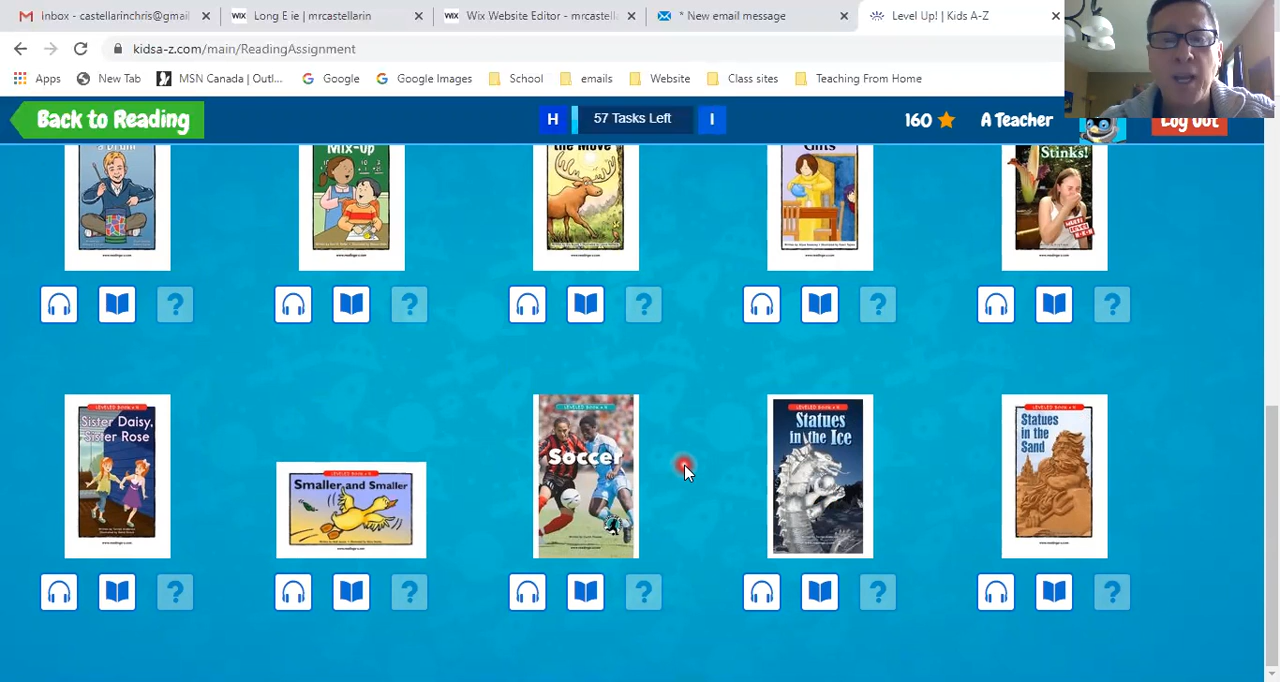 inbox - castellarinchris@gmail
Long E ie | mrcastellarin
Wix Website Editor - mrcastell
* New email message
Level Up! | Kids A-Z
kidsa-z.com/main/ReadingAssignment
Apps
New Tab
MSN Canada | Outl...
Google
Google Images
School
emails
Website
Class sites
Teaching From Home
Back to Reading
H
57 Tasks Left
I
160
A Teacher
Log Out
a Drum
Mix-Up
the Move
Gifts
Stinks!
Sister Daisy,
Sister Rose
Smaller and Smaller
Soccer
Statues
in the Ice
Statues
in the
Sand